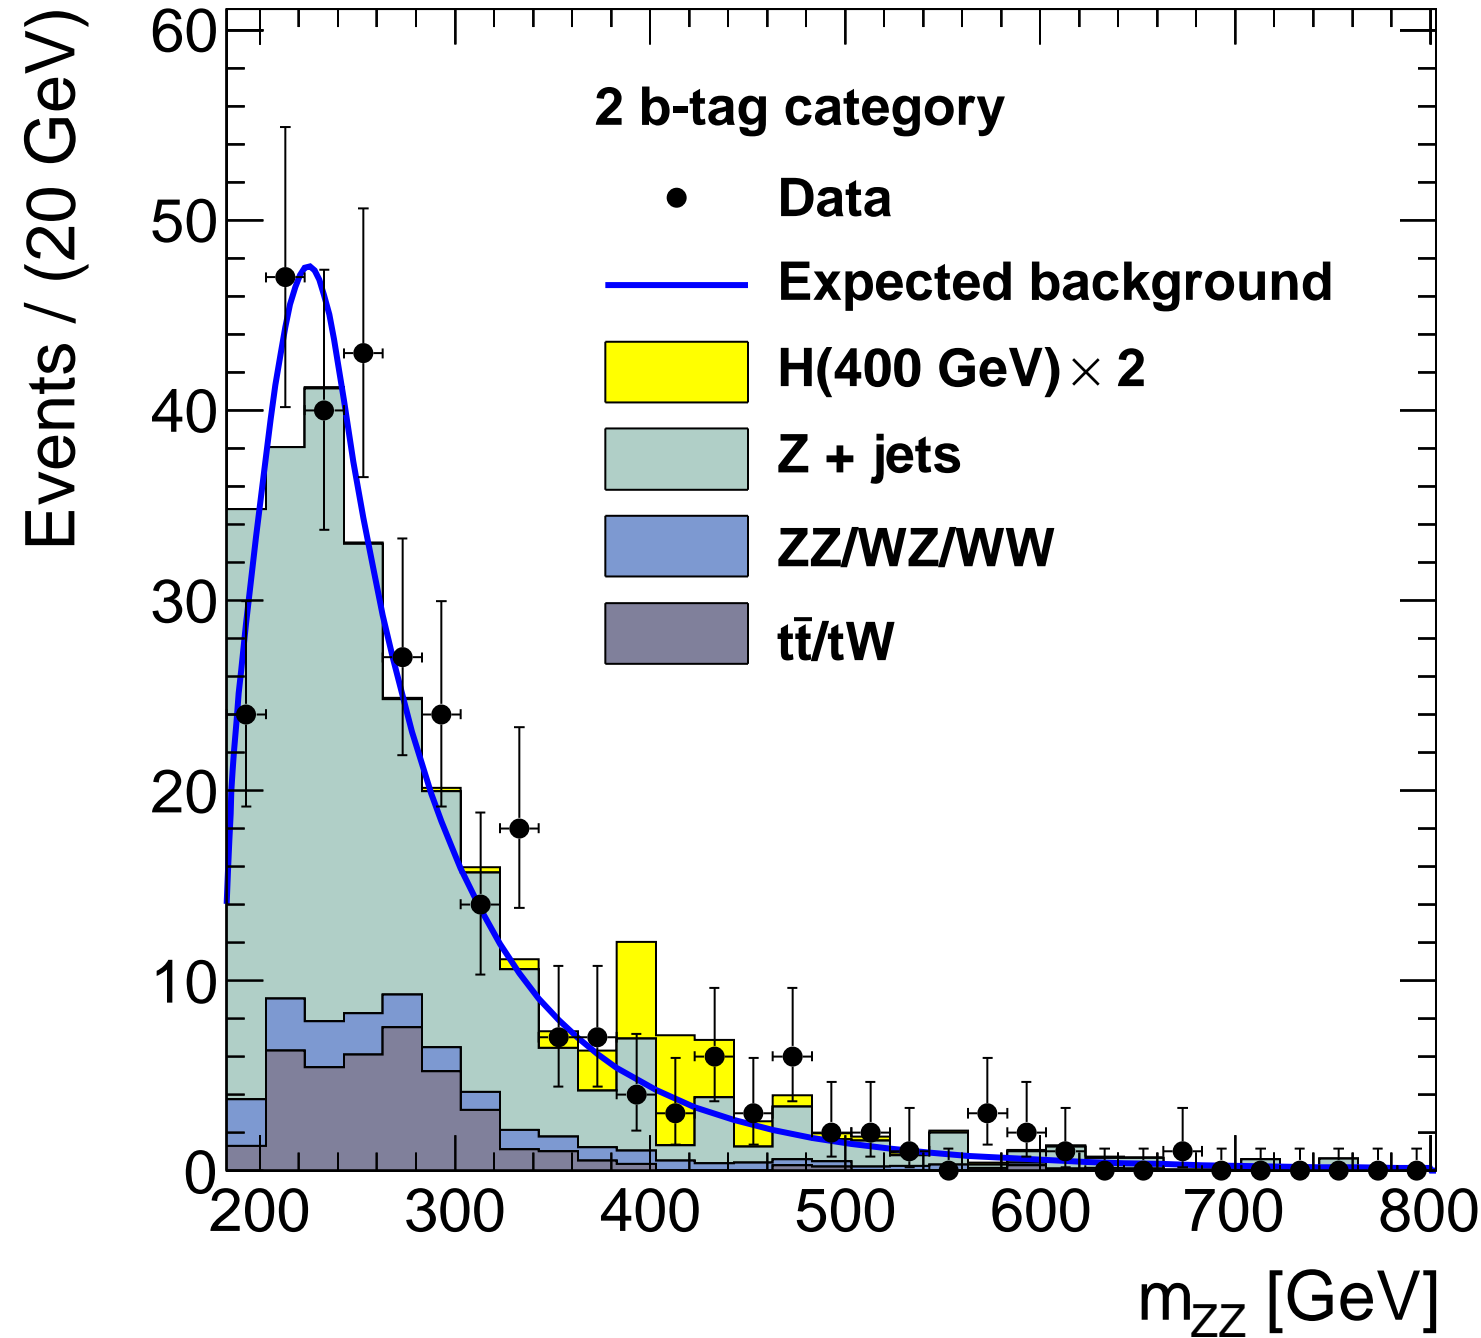 Events / (20 GeV)
60
50
40
30
20
10
0
2 b-tag category
Data
Expected background
H(400 GeV) × 2
Z + jets
ZZ/WZ/WW
tt̄/tW
200 300 400 500 600 700 800
m_ZZ [GeV]